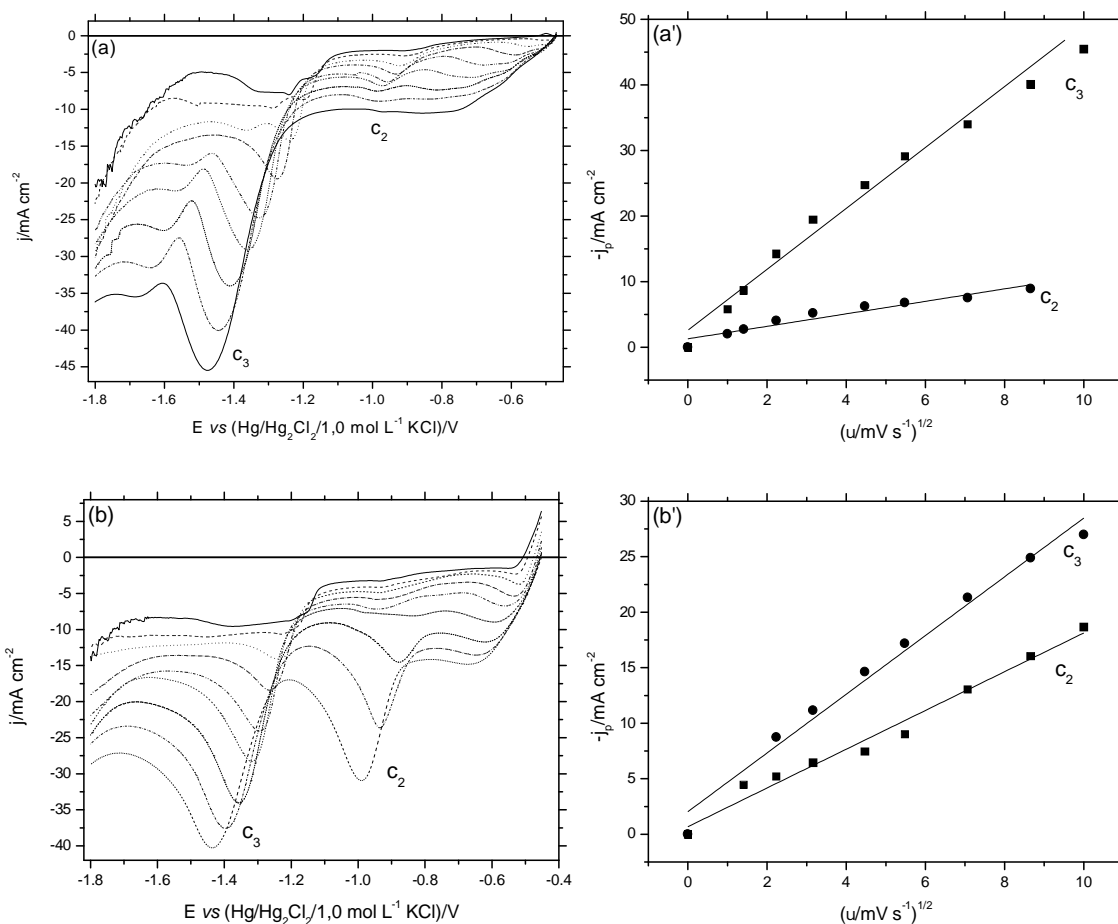 (a)
0
-5
-10
-15
-20
-25
-30
-35
-40
-45
j/mA cm⁻²
c₂
c₃
-1.8 -1.6 -1.4 -1.2 -1.0 -0.8 -0.6
E vs (Hg/Hg₂Cl₂/1,0 mol L⁻¹ KCl)/V
(a')
-50
40
30
20
10
0
-jₚ/mA cm⁻²
c₃
c₂
0 2 4 6 8 10
(u/mV s⁻¹)¹/²
(b)
5
0
-5
-10
-15
-20
-25
-30
-35
-40
j/mA cm⁻²
c₂
c₃
-1.8 -1.6 -1.4 -1.2 -1.0 -0.8 -0.6 -0.4
E vs (Hg/Hg₂Cl₂/1,0 mol L⁻¹ KCl)/V
(b')
30
25
20
15
10
5
0
-jₚ/mA cm⁻²
c₃
c₂
0 2 4 6 8 10
(u/mV s⁻¹)¹/²